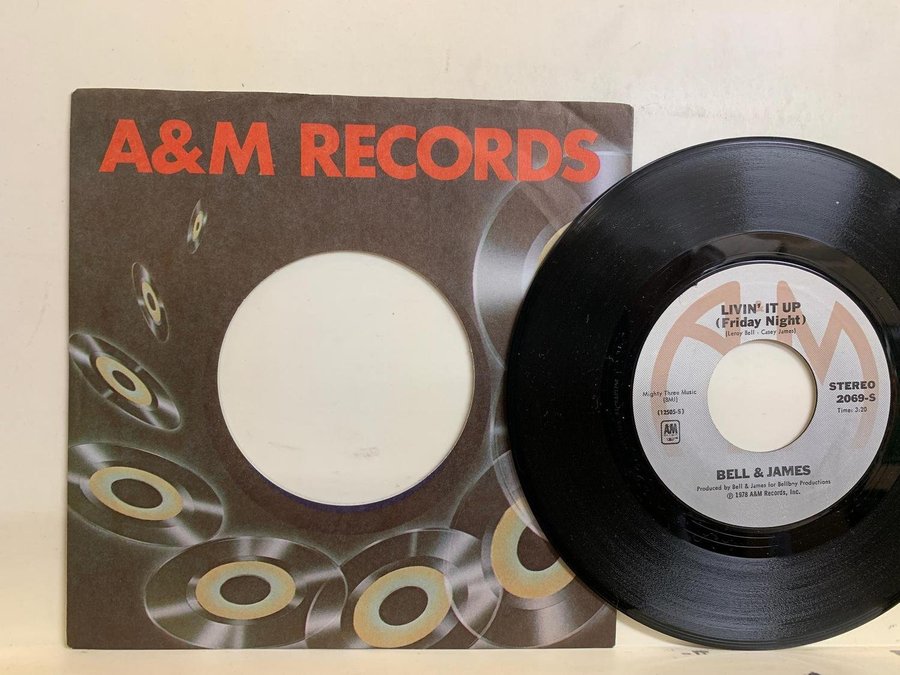 A&M RECORDS
LIVIN' IT UP
(Friday Night)
(Leroy Bell - Casey James)
Mighty Three Music
(BMI)
(12505-S)
STEREO
2069-S
Time: 3:20
A&M
BELL & JAMES
Produced by Bell & James for Bellboy Productions
℗ 1978 A&M Records, Inc.